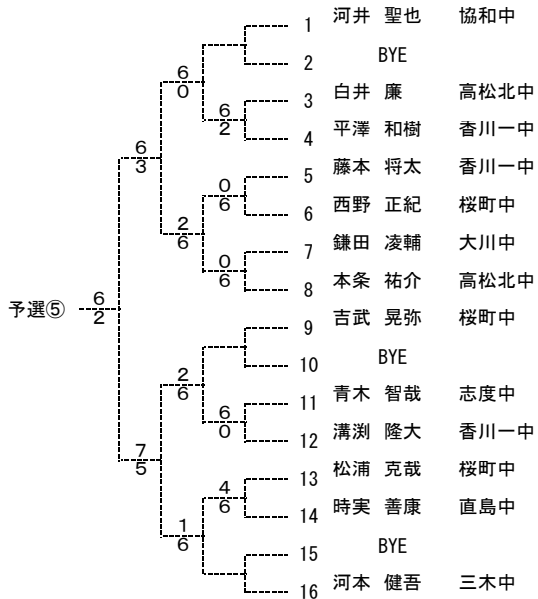 1 河井 聖也 協和中
2 BYE
6
0
3 白井 廉 高松北中
6
2
4 平澤 和樹 香川一中
6
3
5 藤本 将太 香川一中
0
6
6 西野 正紀 桜町中
2
6
7 鎌田 凌輔 大川中
0
6
8 本条 祐介 高松北中
予選⑤
6
2
9 吉武 晃弥 桜町中
10 BYE
2
6
11 青木 智哉 志度中
6
0
12 溝渕 隆大 香川一中
7
5
13 松浦 克哉 桜町中
4
6
14 時実 善康 直島中
1
6
15 BYE
16 河本 健吾 三木中